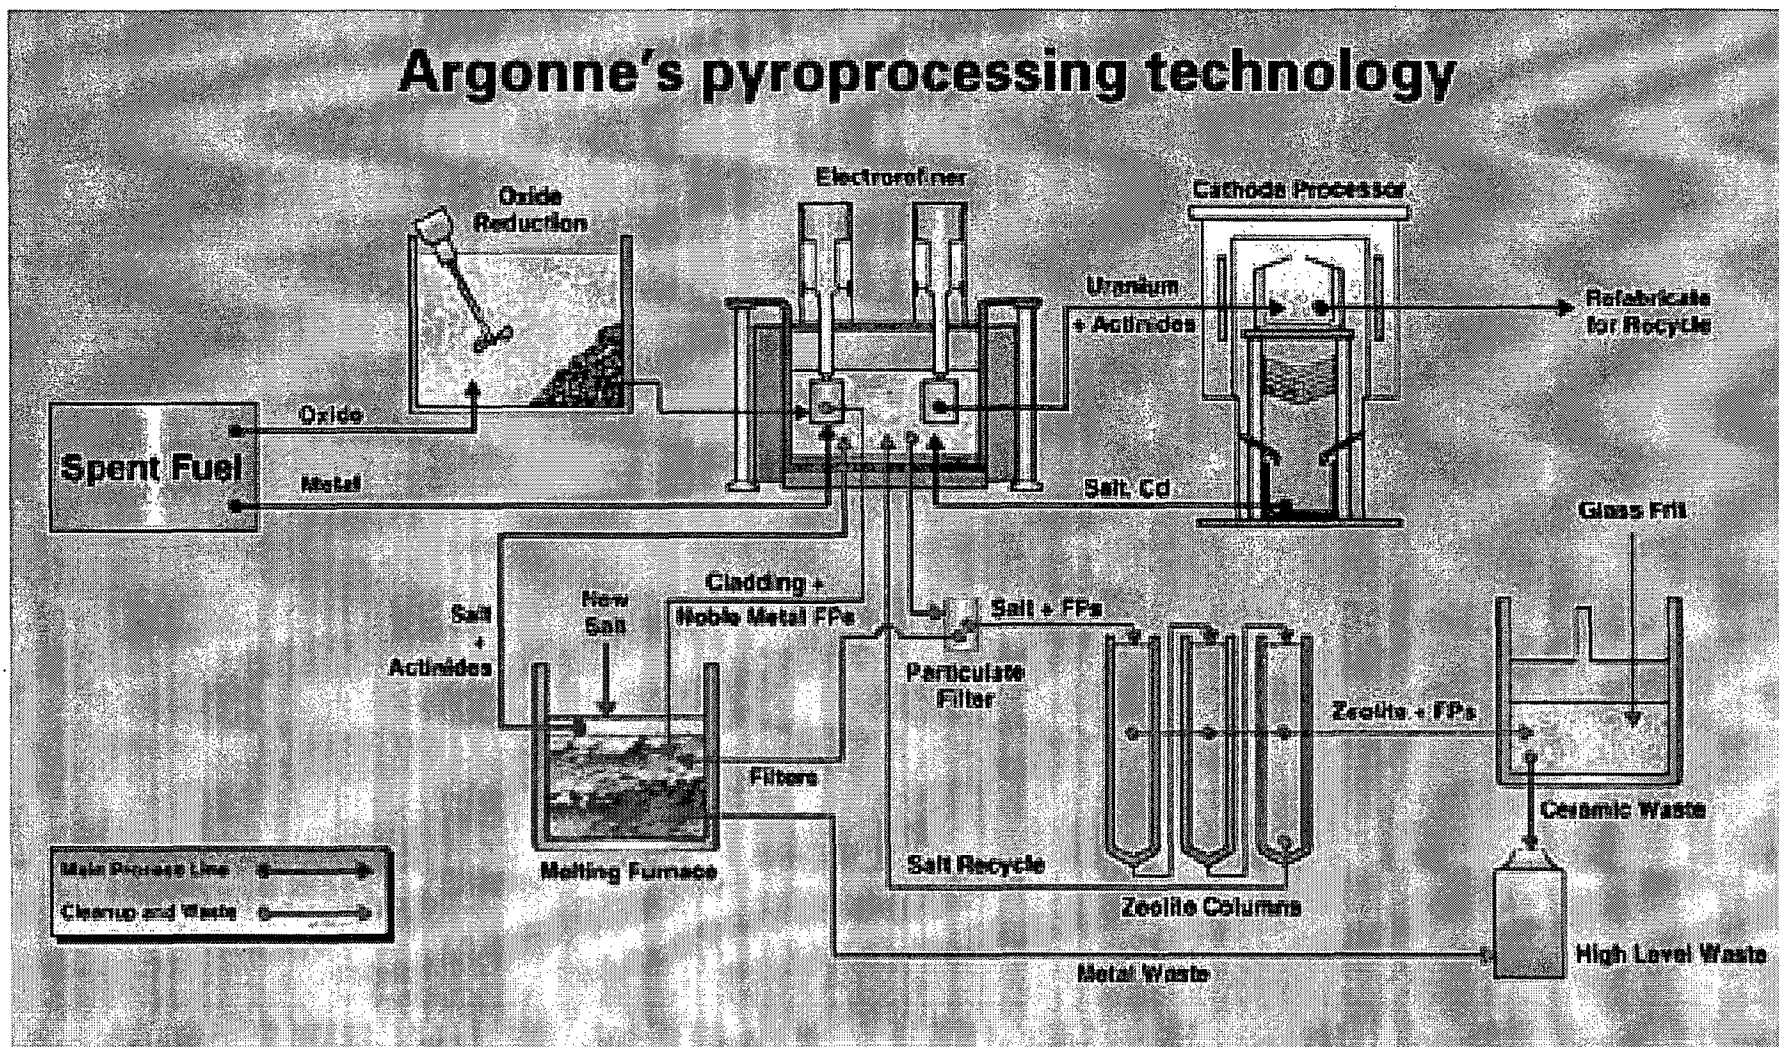 Argonne's pyroprocessing technology
Electrorefiner
Cathode Processor
Oxide
Reduction
Uranium
+ Actinides
Refabricate
for Recycle
Oxide
Spent Fuel
Metal
Salt, Cd
Glass Frit
Cladding +
Noble Metal FPs
New
Salt
Salt
+
Actinides
Salt + FPs
Particulate
Filter
Zeolite + FPs
Filters
Ceramic Waste
Melting Furnace
Salt Recycle
Zeolite Columns
Main Process Line
Cleanup and Waste
Metal Waste
High Level Waste